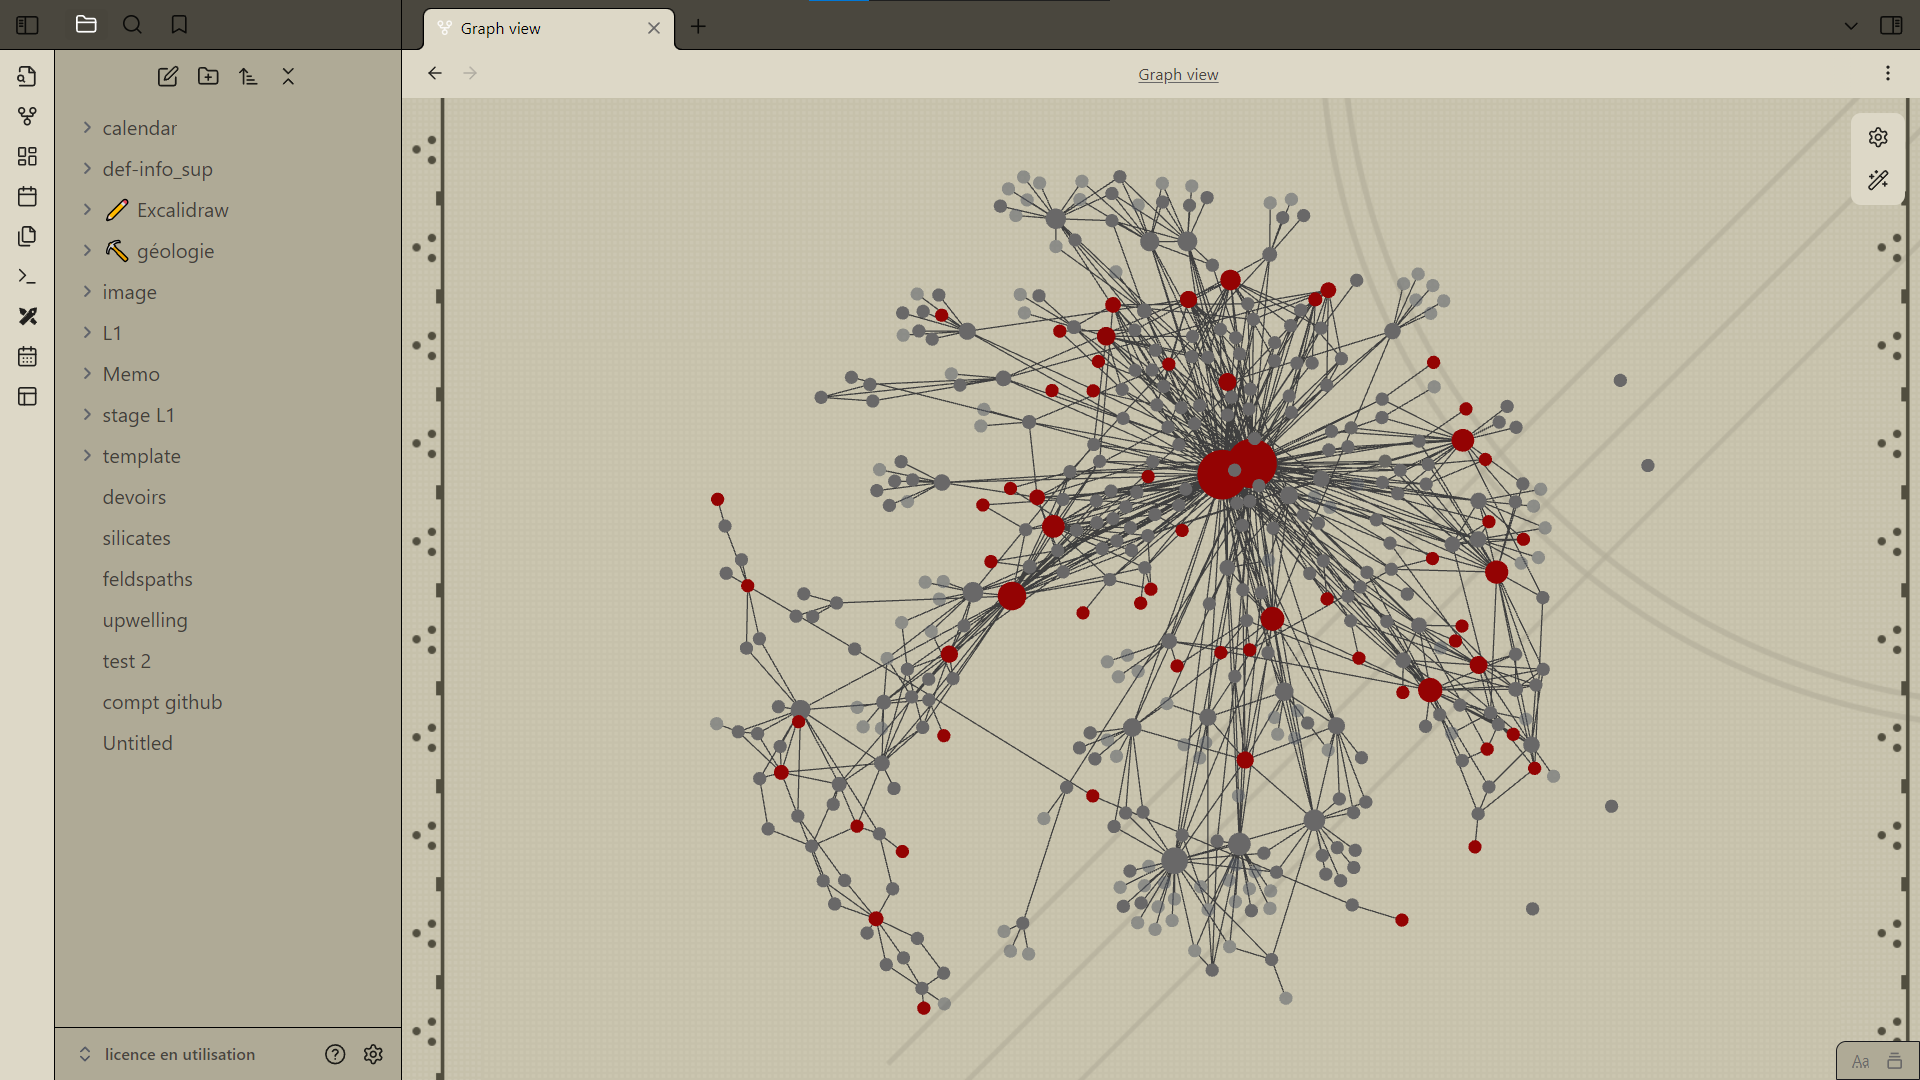 Graph view
Graph view
calendar
def-info_sup
Excalidraw
géologie
image
L1
Memo
stage L1
template
devoirs
silicates
feldspaths
upwelling
test 2
compt github
Untitled
licence en utilisation
Aa